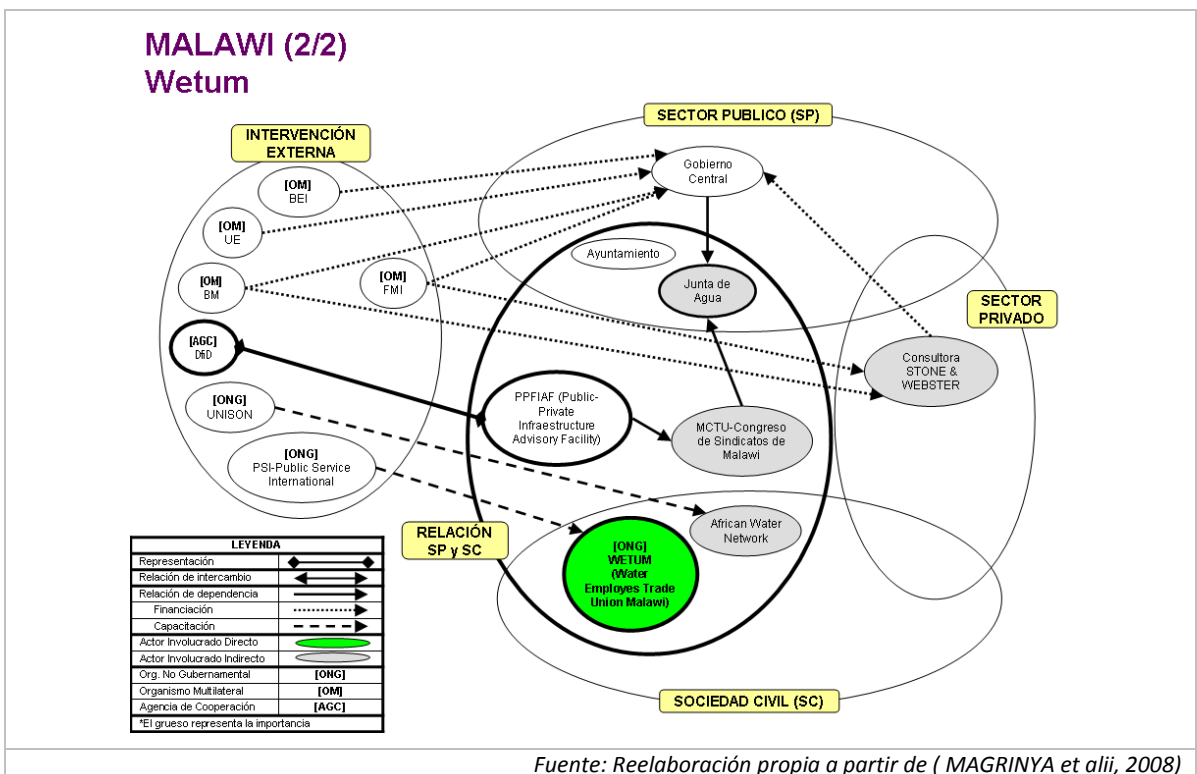 MALAWI (2/2)
Wetum
SECTOR PUBLICO (SP)
INTERVENCIÓN
EXTERNA
[OM]
BEI
Gobierno
Central
[OM]
UE
Ayuntamiento
[OM]
BM
[OM]
FMI
Junta de
Agua
SECTOR
PRIVADO
[AGC]
DfiD
Consultora
STONE &
WEBSTER
[ONG]
UNISON
PPFIAF (Public-
Private
Infraestructure
Advisory Facility)
MCTU-Congreso
de Sindicatos de
Malawi
[ONG]
PSI-Public Service
International
RELACIÓN
SP y SC
African Water
Network
[ONG]
WETUM
(Water
Employes Trade
Union Malawi)
LEYENDA
Representación
Relación de intercambio
Relación de dependencia
Financiación
Capacitación
Actor Involucrado Directo
Actor Involucrado Indirecto
Org. No Gubernamental [ONG]
Organismo Multilateral [OM]
Agencia de Cooperación [AGC]
*El grueso representa la importancia
SOCIEDAD CIVIL (SC)
Fuente: Reelaboración propia a partir de ( MAGRINYA et alii, 2008)